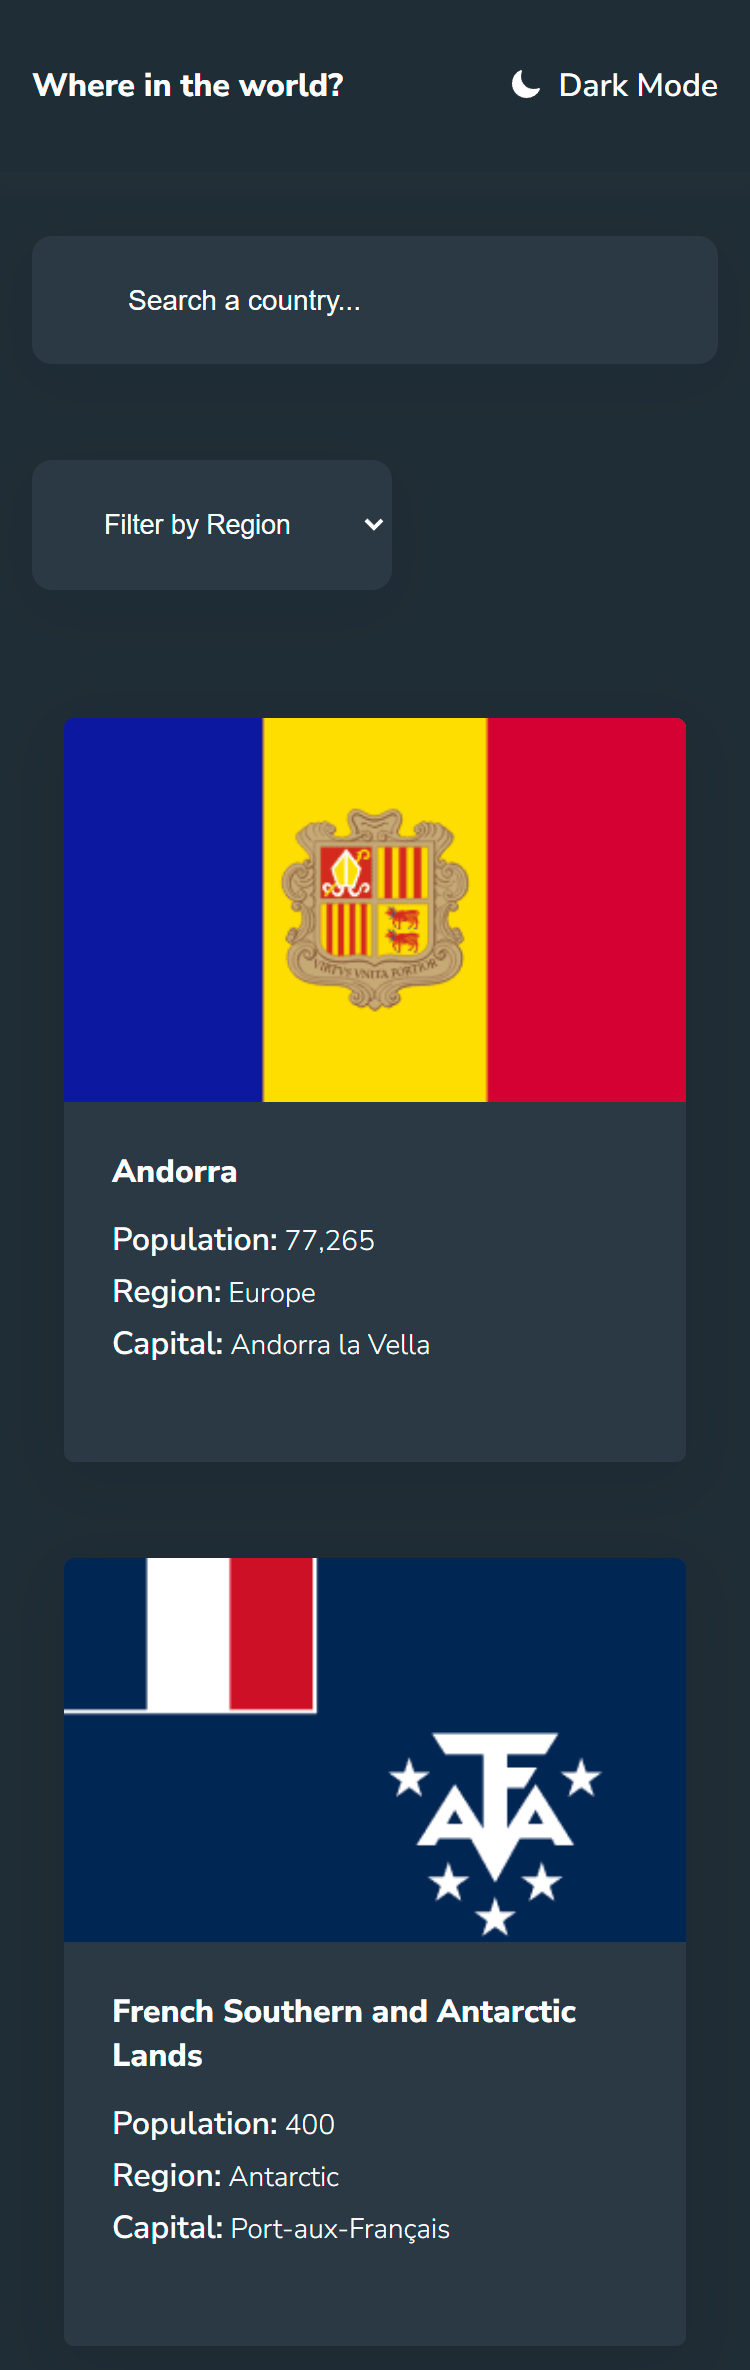 Where in the world?
Dark Mode
Search a country...
Filter by Region
VIRTVS VNITA FORTIOR
Andorra
Population: 77,265
Region: Europe
Capital: Andorra la Vella
French Southern and Antarctic
Lands
Population: 400
Region: Antarctic
Capital: Port-aux-Français